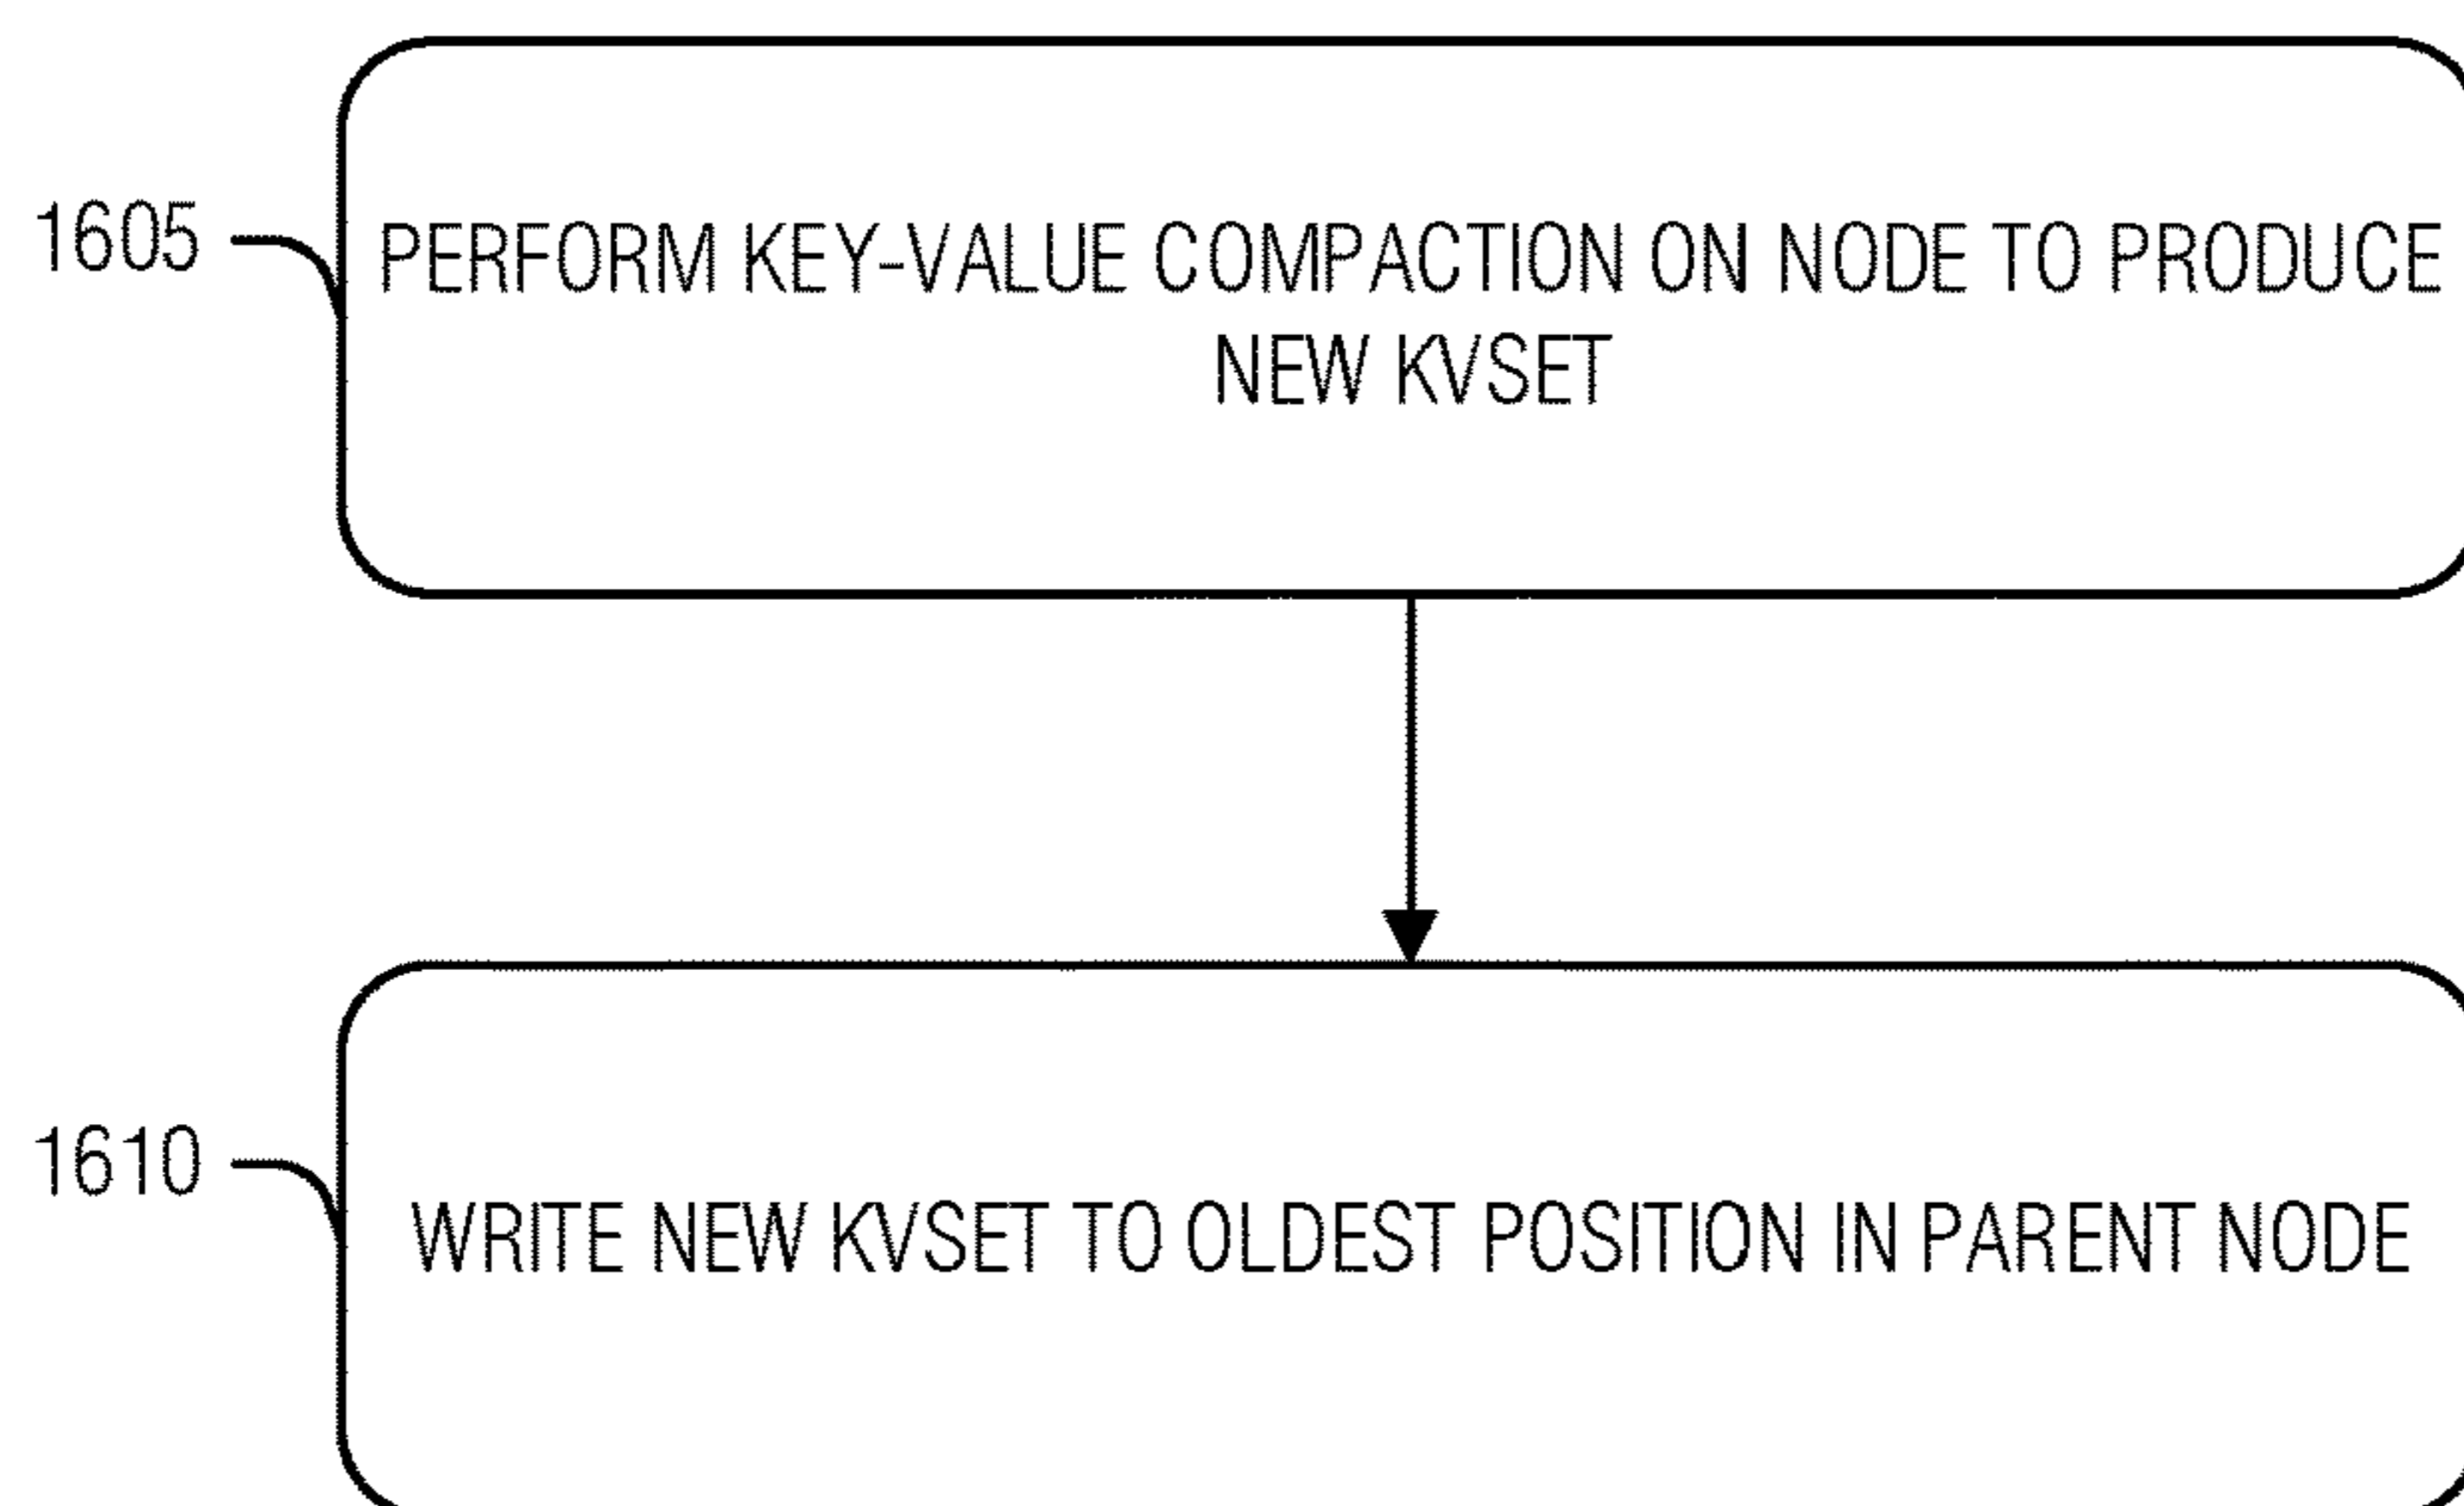 1605
PERFORM KEY-VALUE COMPACTION ON NODE TO PRODUCE
NEW KVSET
1610
WRITE NEW KVSET TO OLDEST POSITION IN PARENT NODE